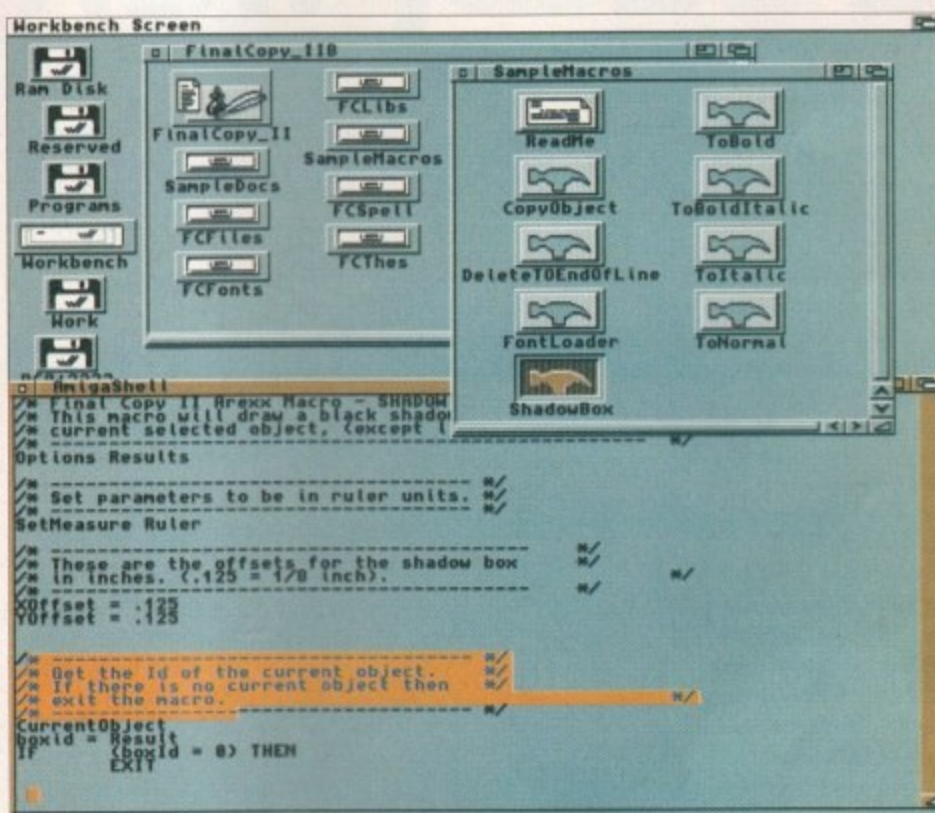 Workbench Screen
Ram Disk
Reserved
Programs
Workbench
Work
FinalCopy_IIB
FinalCopy_II
FCLibs
SampleDocs
SampleMacros
FCFiles
FCSpell
FCFonts
FCThes
SampleMacros
ReadMe
ToBold
CopyObject
ToBoldItalic
DeleteTOEndOfLine
ToItalic
FontLoader
ToNormal
ShadowBox
AmigaShell
/* Final Copy II Arexx Macro - SHADOW
/* This macro will draw a black shado
/* current selected object, (except l
/* ---------------------------------------------------------- */
Options Results
/* ----------------------------------------- */
/* Set parameters to be in ruler units. */
/* ----------------------------------------- */
SetMeasure Ruler
/* ----------------------------------------------- */
/* These are the offsets for the shadow box */
/* in inches. (.125 = 1/8 inch). */
/* ----------------------------------------------- */
XOffset = .125
YOffset = .125
/* ------------------------------------------- */
/* Get the Id of the current object. */
/* If there is no current object then */
/* exit the macro. */
/* ------------------------------------------- */
CurrentObject
boxid = Result
IF (boxId = 0) THEN
EXIT